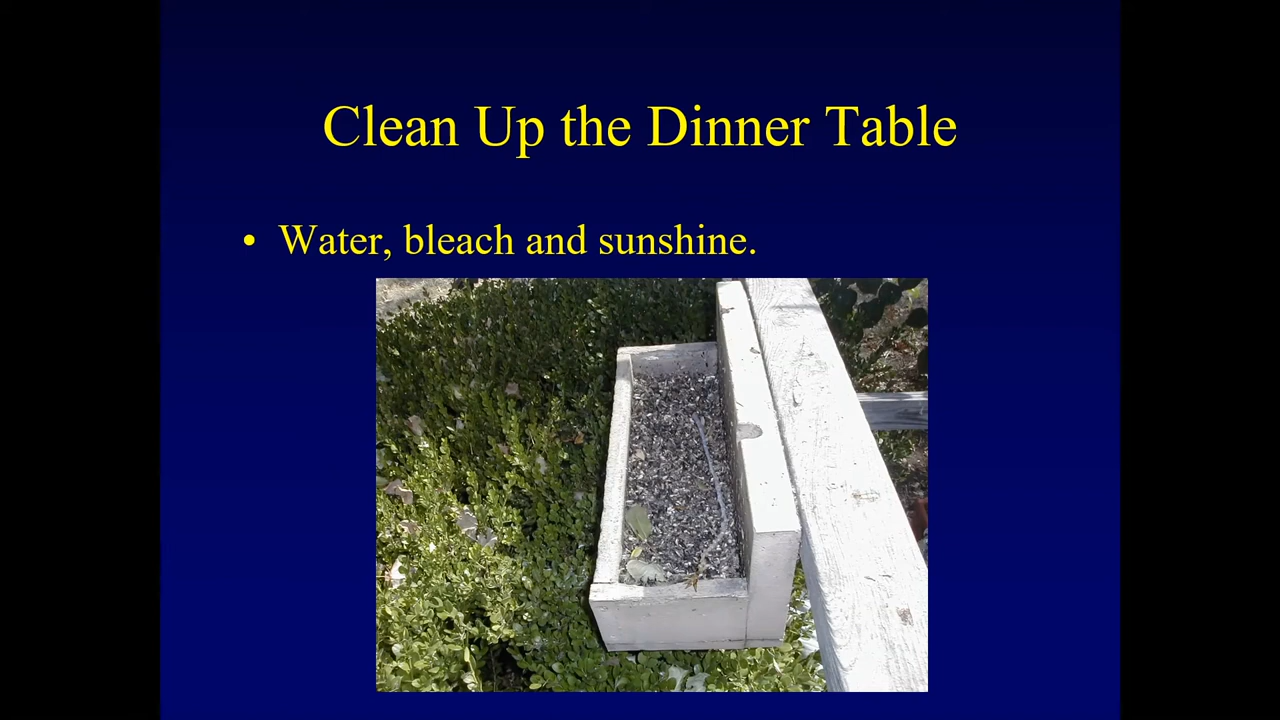 Clean Up the Dinner Table
• Water, bleach and sunshine.